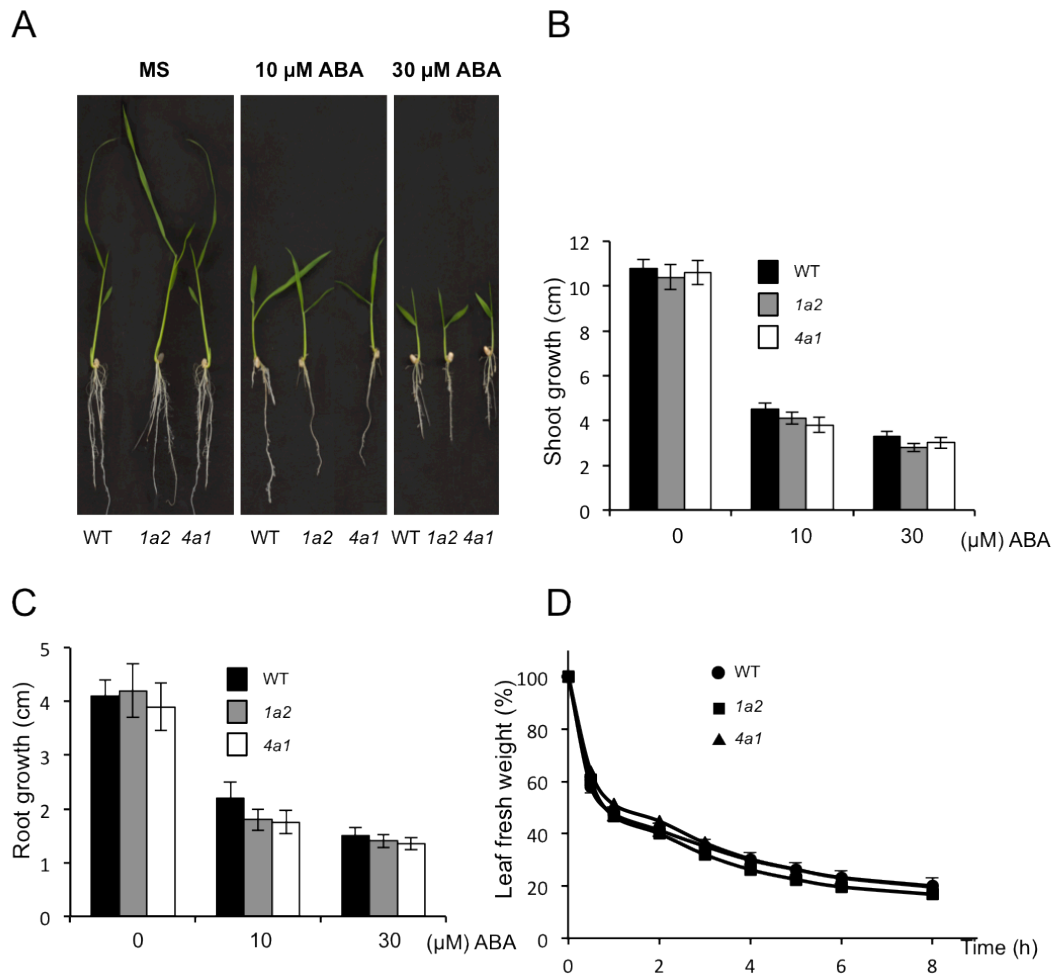 A
MS
10 µM ABA
30 µM ABA
WT
1a2
4a1
WT
1a2
4a1
WT
1a2
4a1
B
Shoot growth (cm)
12
10
8
6
4
2
0
WT
1a2
4a1
0
10
30
(µM) ABA
C
Root growth (cm)
5
4
3
2
1
0
WT
1a2
4a1
0
10
30
(µM) ABA
D
Leaf fresh weight (%)
100
80
60
40
20
0
WT
1a2
4a1
0
2
4
6
8
Time (h)